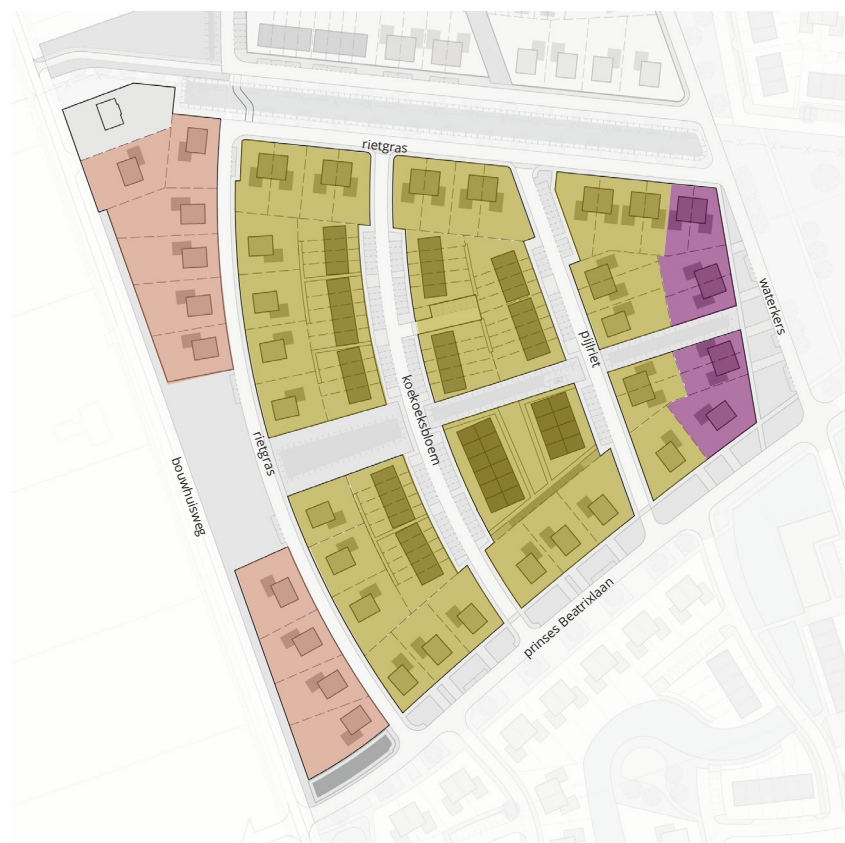 rietgras
waterkers
pijlriet
koekoeksbloem
rietgras
bouwhuisweg
prinses Beatrixlaan